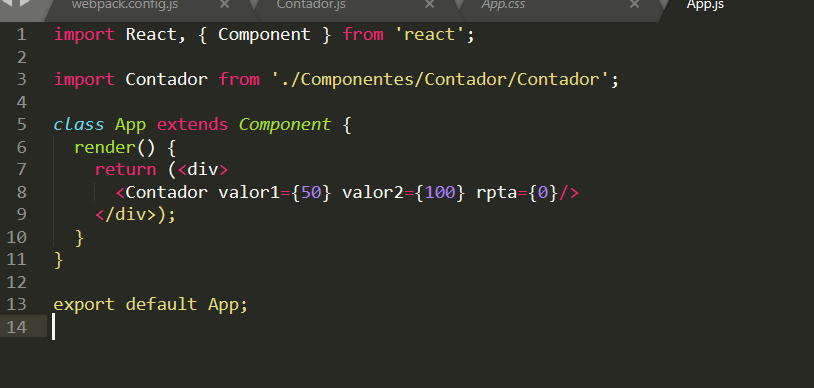 webpack.config.js × Contador.js × App.css × App.js
1 import React, { Component } from 'react';
2
3 import Contador from './Componentes/Contador/Contador';
4
5 class App extends Component {
6 render() {
7 return (<div>
8 <Contador valor1={50} valor2={100} rpta={0}/>
9 </div>);
10 }
11 }
12
13 export default App;
14